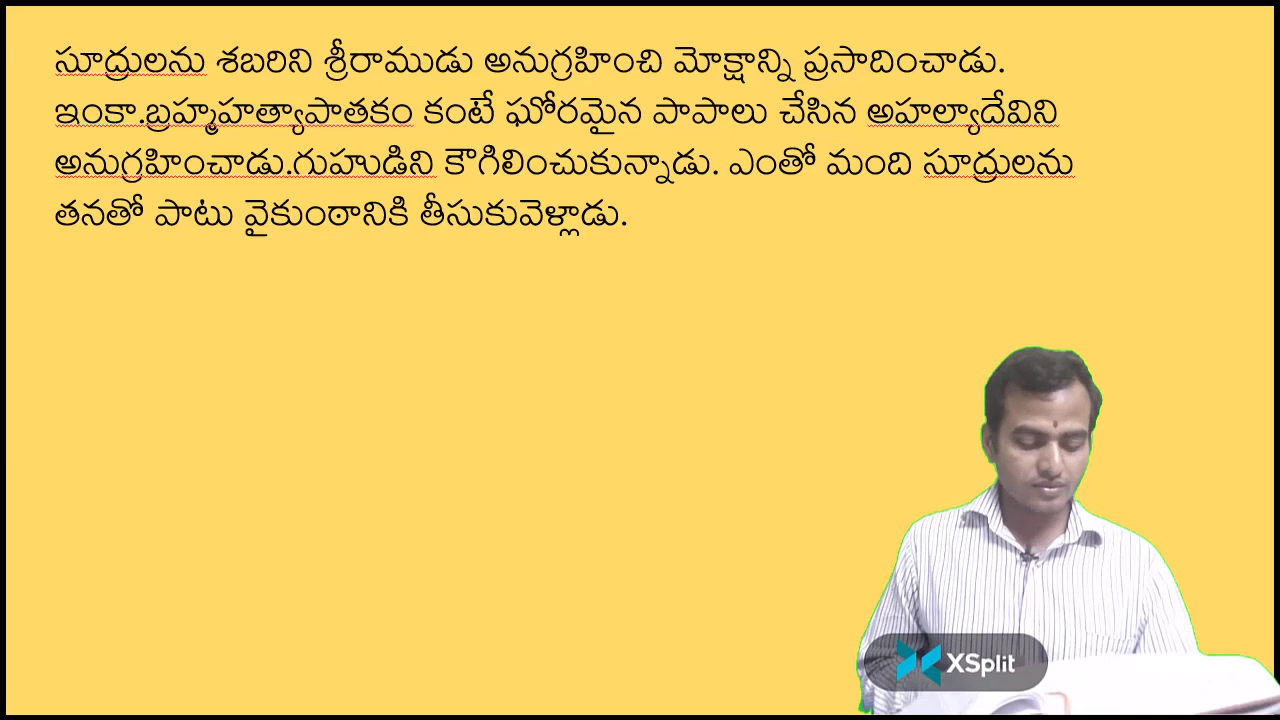 సూద్రులను శబరిని శ్రీరాముడు అనుగ్రహించి మోక్షాన్ని ప్రసాదించాడు.
ఇంకా.బ్రహ్మహత్యాపాతకం కంటే ఘోరమైన పాపాలు చేసిన అహల్యాదేవిని
అనుగ్రహించాడు.గుహుడిని కౌగిలించుకున్నాడు. ఎంతో మంది సూద్రులను
తనతో పాటు వైకుంఠానికి తీసుకువెళ్లాడు.
XSplit